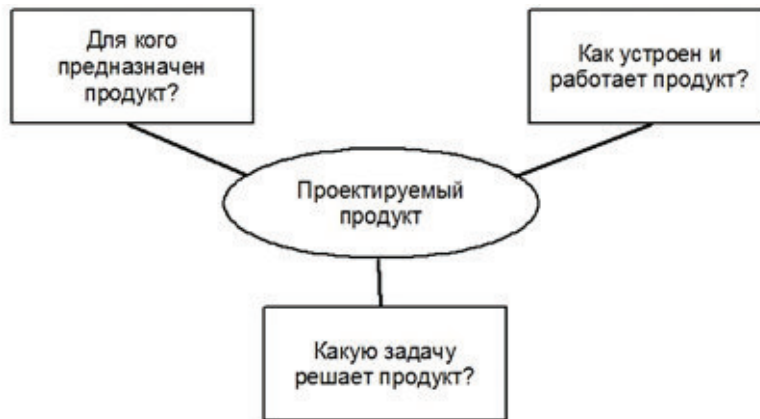 Для кого
предназначен
продукт?
Как устроен и
работает продукт?
Проектируемый
продукт
Какую задачу
решает продукт?